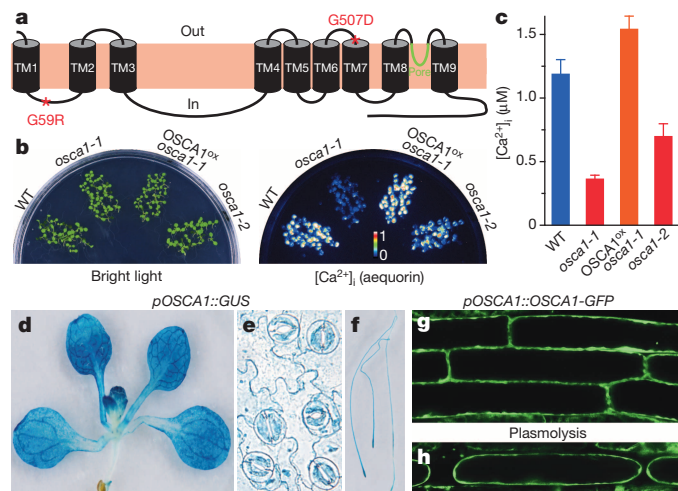 a
Out
G507D
TM1 TM2 TM3 TM4 TM5 TM6 TM7 TM8 Pore TM9
G59R
In
b
WT
osca1-1
OSCA1ox
osca1-1
osca1-2
Bright light
WT
osca1-1
OSCA1ox
osca1-1
osca1-2
1
0
[Ca2+]i (aequorin)
c
[Ca2+]i (μM)
1.5
1
0.5
0
WT
osca1-1
OSCA1ox
osca1-1
osca1-2
pOSCA1::GUS
d
e
f
pOSCA1::OSCA1-GFP
g
Plasmolysis
h